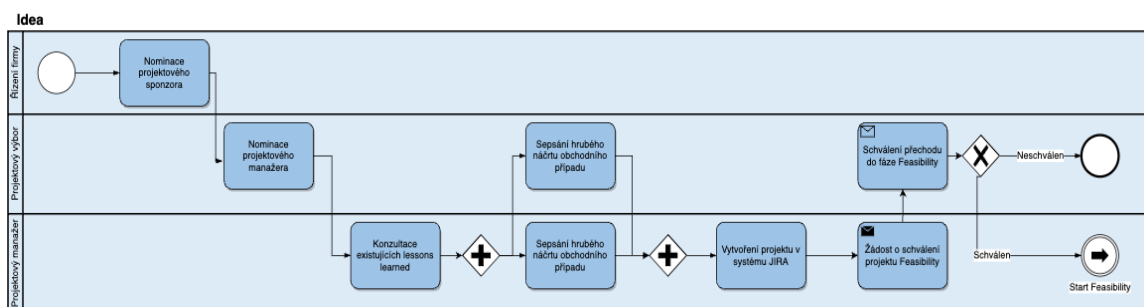 Idea
Řízení firmy
Nominace
projektového
sponzora
Projektový výbor
Nominace
projektového
manažera
Sepsání hrubého
náčrtu obchodního
případu
Schválení přechodu
do fáze Feasibility
Neschválen
Projektový manažer
Konzultace
existujících lessons
learned
Sepsání hrubého
náčrtu obchodního
případu
Vytvoření projektu v
systému JIRA
Žádost o schválení
projektu Feasibility
Schválen
Start Feasibility